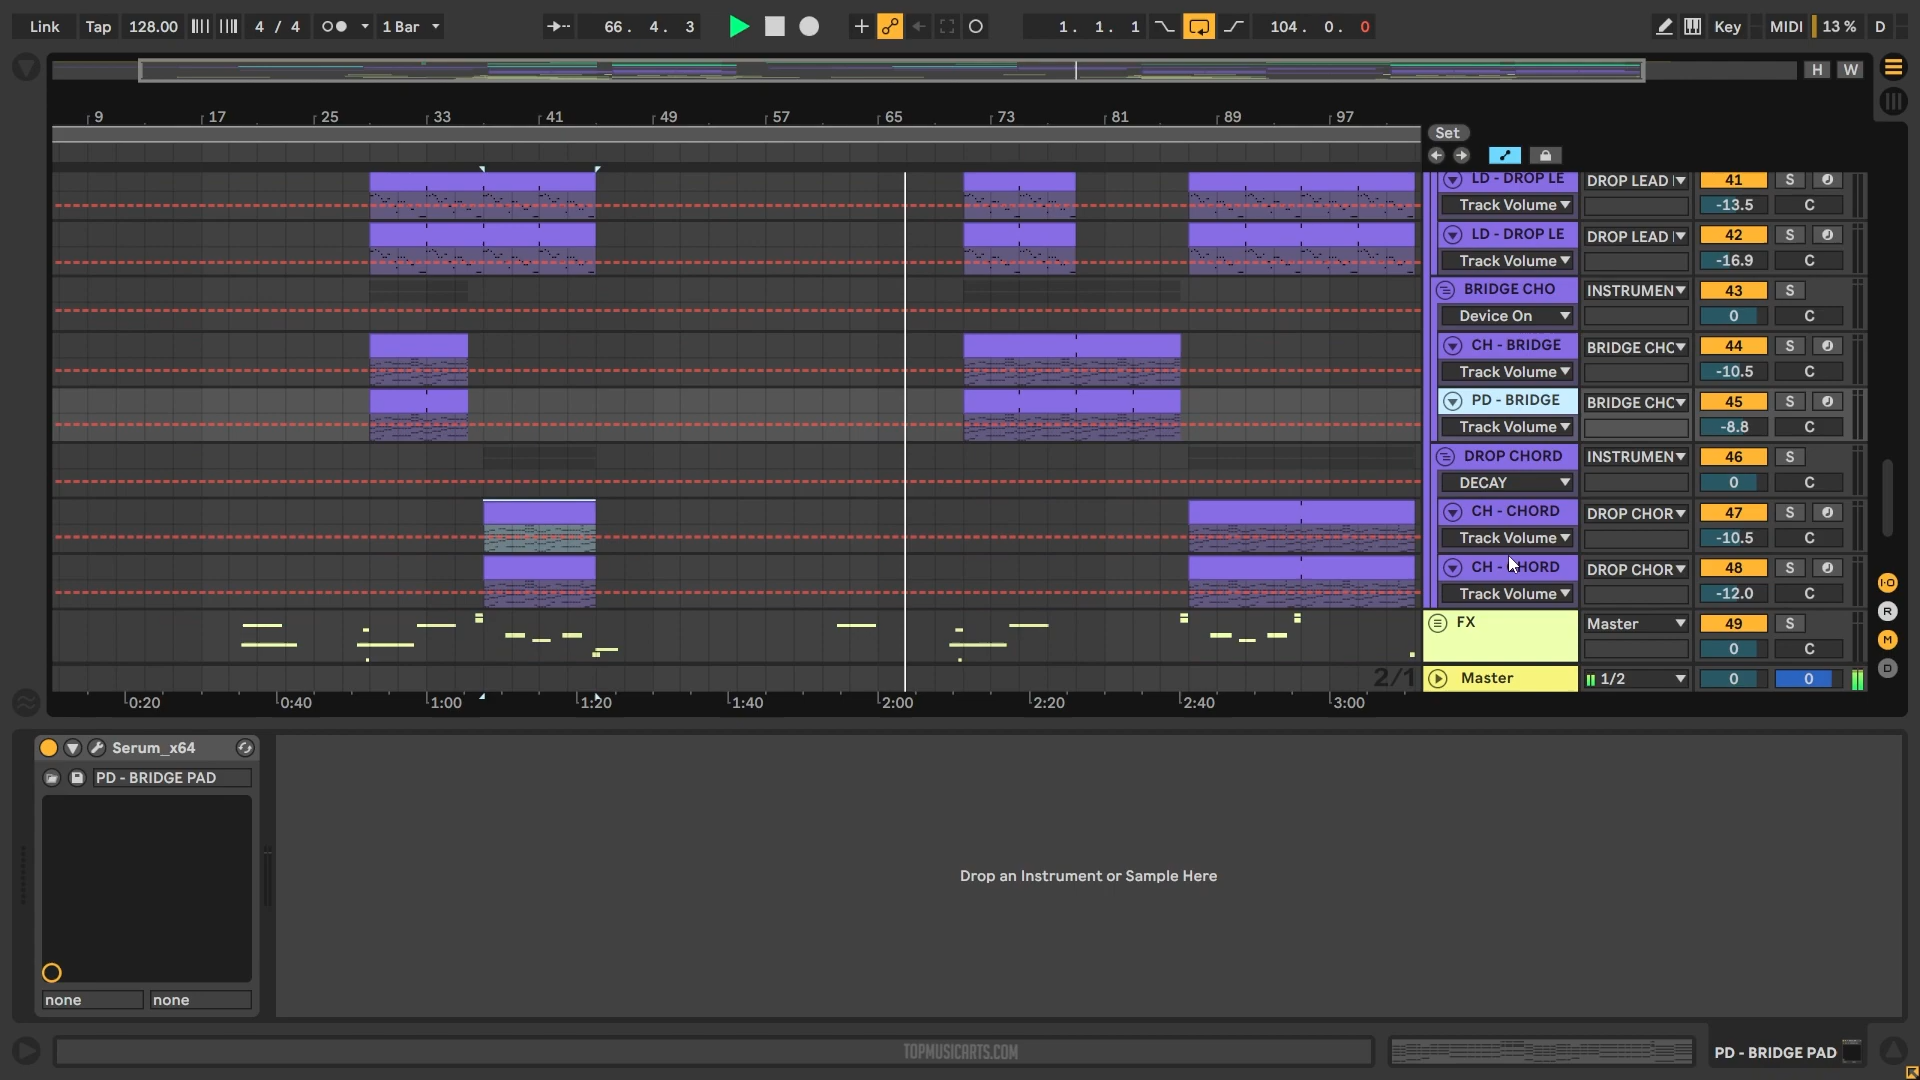 Link Tap 128.00 4 / 4 1 Bar 66. 4. 3 1. 1. 1 104. 0. 0 Key MIDI 13 % D
H W
9 17 25 33 41 49 57 65 73 81 89 97
Set
LD - DROP LE DROP LEAD 41 S
Track Volume -13.5 C
LD - DROP LE DROP LEAD 42 S
Track Volume -16.9 C
BRIDGE CHO INSTRUMEN 43 S
Device On 0 C
CH - BRIDGE BRIDGE CHC 44 S
Track Volume -10.5 C
PD - BRIDGE BRIDGE CHC 45 S
Track Volume -8.8 C
DROP CHORD INSTRUMEN 46 S
DECAY 0 C
CH - CHORD DROP CHOR 47 S
Track Volume -10.5 C
CH - CHORD DROP CHOR 48 S
Track Volume -12.0 C
I·O
R
FX Master 49 S
M
0 C
D
2/1 Master 1/2 0 0
0:20 0:40 1:00 1:20 1:40 2:00 2:20 2:40 3:00
Serum_x64
PD - BRIDGE PAD
Drop an Instrument or Sample Here
none none
TOPMUSICARTS.COM PD - BRIDGE PAD